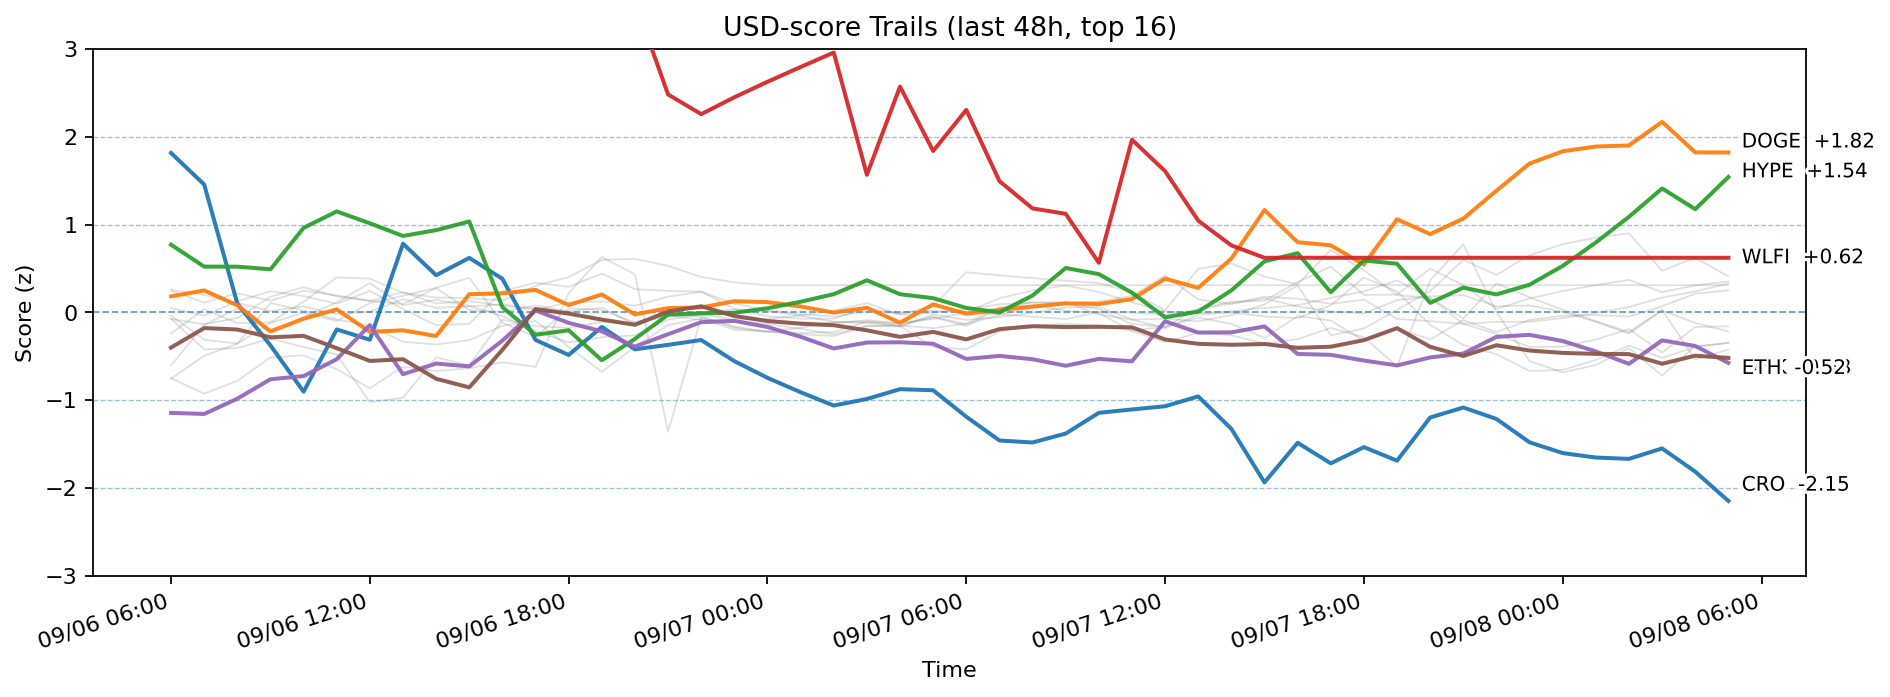 USD-score Trails (last 48h, top 16)
Score (z)
3
2
1
0
−1
−2
−3
DOGE +1.82
HYPE +1.54
WLFI +0.62
CRO -2.15
09/06 06:00
09/06 12:00
09/06 18:00
09/07 00:00
09/07 06:00
09/07 12:00
09/07 18:00
09/08 00:00
09/08 06:00
Time